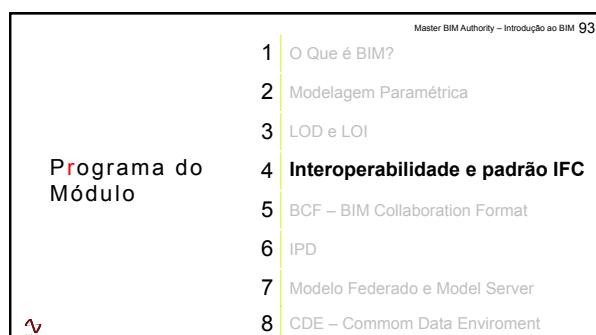 Master BIM Authority – Introdução ao BIM 93
1 O Que é BIM?
2 Modelagem Paramétrica
3 LOD e LOI
Programa do
Módulo
4 Interoperabilidade e padrão IFC
5 BCF – BIM Collaboration Format
6 IPD
7 Modelo Federado e Model Server
8 CDE – Commom Data Enviroment